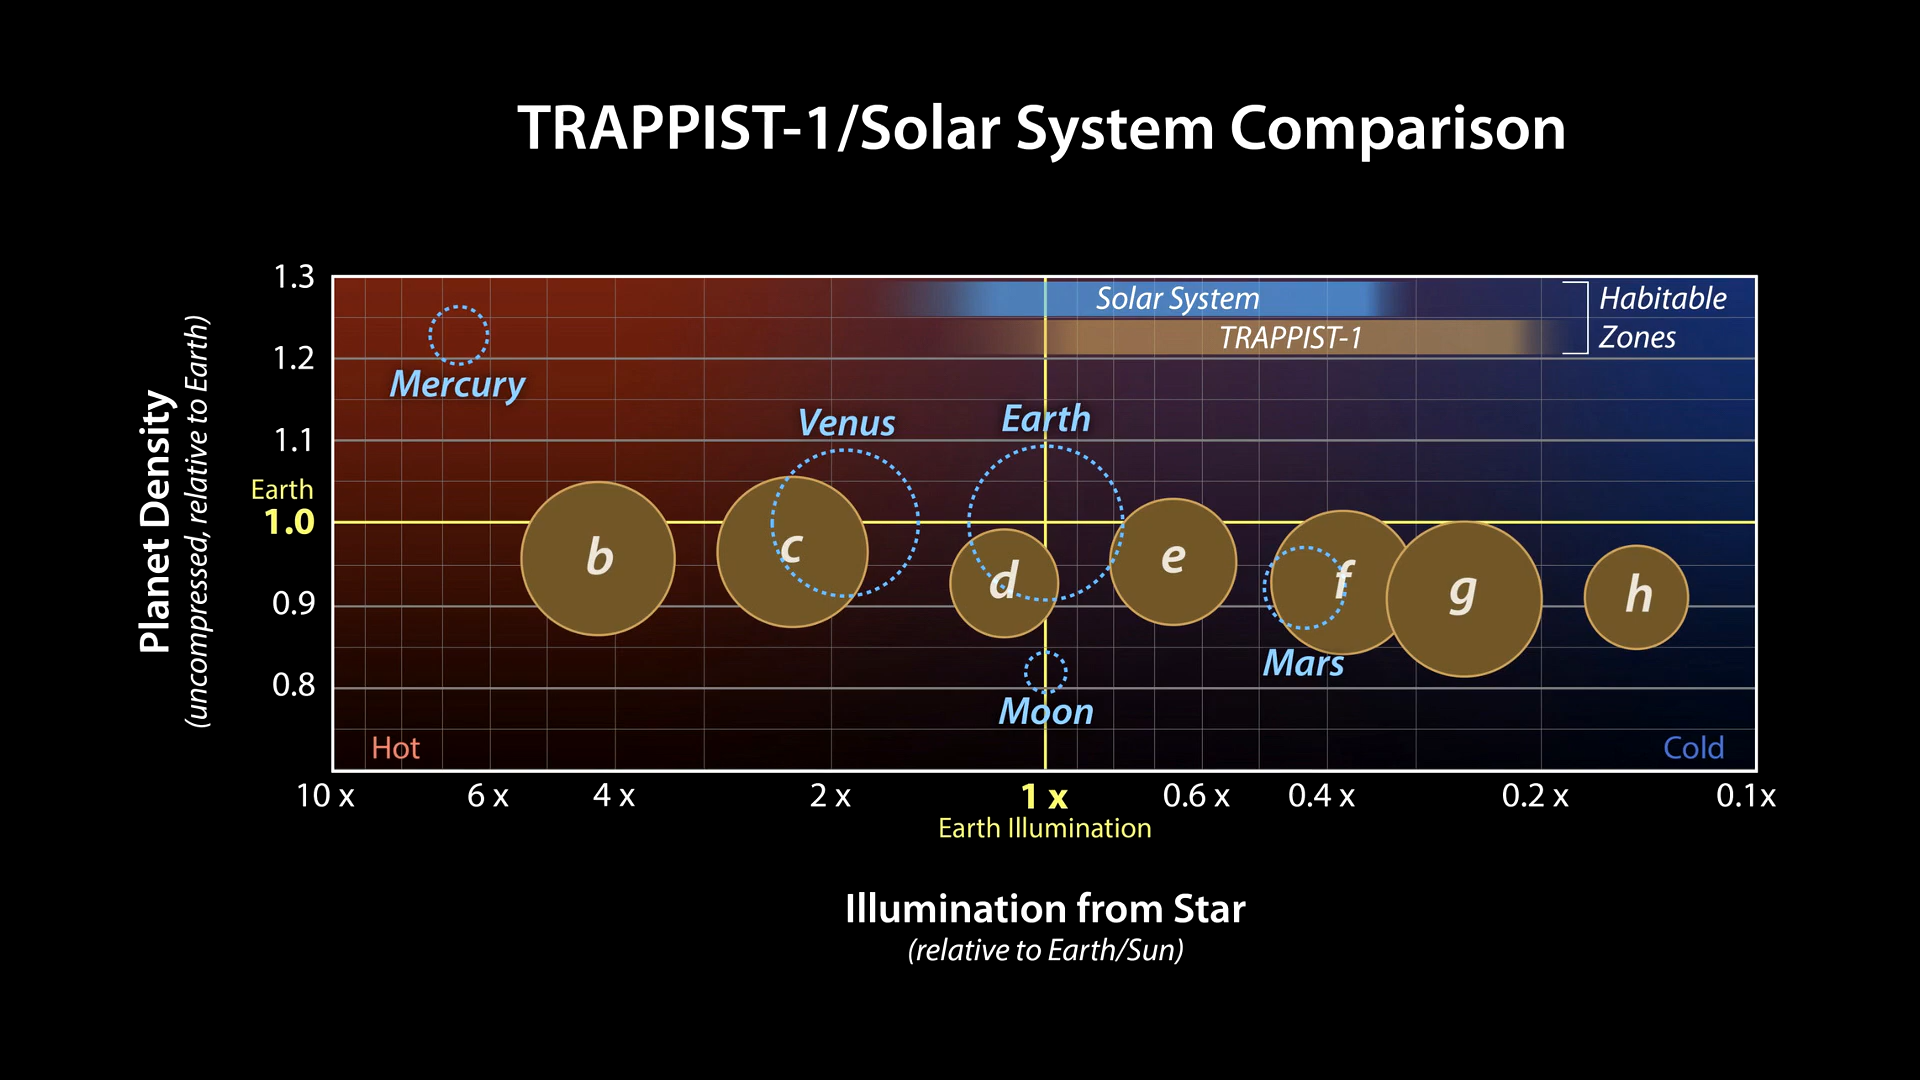 TRAPPIST-1/Solar System Comparison
1.3
1.2
1.1
Earth
1.0
0.9
0.8
Planet Density
(uncompressed, relative to Earth)
Solar System
TRAPPIST-1
Habitable
Zones
Mercury
Venus
Earth
b
c
d
e
f
g
h
Mars
Moon
Hot
Cold
10 x
6 x
4 x
2 x
1 x
0.6 x
0.4 x
0.2 x
0.1x
Earth Illumination
Illumination from Star
(relative to Earth/Sun)